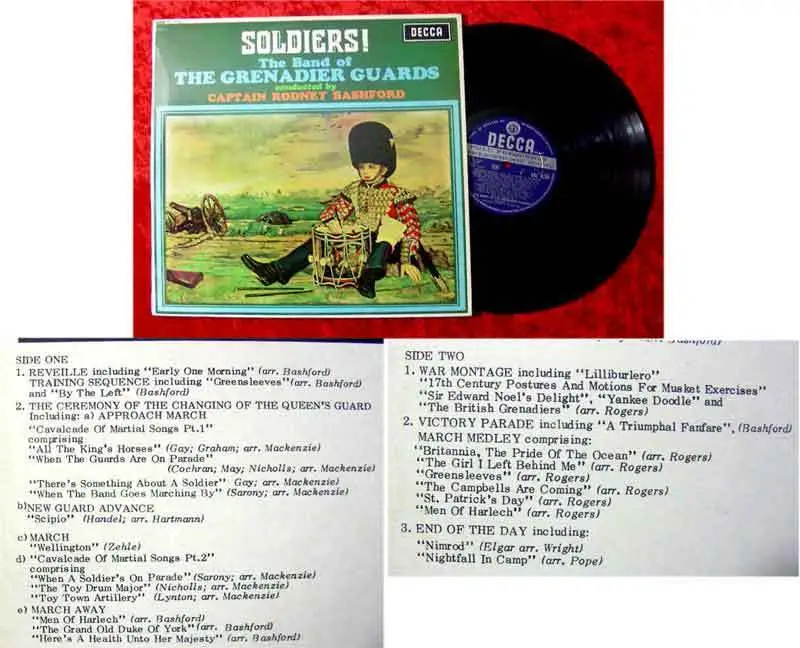 SOLDIERS!
DECCA
The Band of
THE GRENADIER GUARDS
conducted by
CAPTAIN RODNEY BASHFORD
DECCA
SIDE ONE
1. REVEILLE including "Early One Morning" (arr. Bashford)
TRAINING SEQUENCE including "Greensleeves" (arr. Bashford)
and "By The Left" (Bashford)
2. THE CEREMONY OF THE CHANGING OF THE QUEEN'S GUARD
Including: a) APPROACH MARCH
"Cavalcade Of Martial Songs Pt.1"
comprising
"All The King's Horses" (Gay; Graham; arr. Mackenzie)
"When The Guards Are On Parade"
(Cochran; May; Nicholls; arr. Mackenzie)
"There's Something About A Soldier" Gay; arr. Mackenzie)
"When The Band Goes Marching By" (Sarony; arr. Mackenzie)
b) NEW GUARD ADVANCE
"Scipio" (Handel; arr. Hartmann)
c) MARCH
"Wellington" (Zehle)
d) "Cavalcade Of Martial Songs Pt.2"
comprising
"When A Soldier's On Parade" (Sarony; arr. Mackenzie)
"The Toy Drum Major" (Nicholls; arr. Mackenzie)
"Toy Town Artillery" (Lynton; arr. Mackenzie)
e) MARCH AWAY
"Men Of Harlech" (arr. Bashford)
"The Grand Old Duke Of York" (arr. Bashford)
"Here's A Health Unto Her Majesty" (arr. Bashford)
Bashford)
SIDE TWO
1. WAR MONTAGE including "Lilliburlero"
"17th Century Postures And Motions For Musket Exercises"
"Sir Edward Noel's Delight", "Yankee Doodle" and
"The British Grenadiers" (arr. Rogers)
2. VICTORY PARADE including "A Triumphal Fanfare", (Bashford)
MARCH MEDLEY comprising:
"Britannia, The Pride Of The Ocean" (arr. Rogers)
"The Girl I Left Behind Me" (arr. Rogers)
"Greensleeves" (arr. Rogers)
"The Campbells Are Coming" (arr. Rogers)
"St. Patrick's Day" (arr. Rogers)
"Men Of Harlech" (arr. Rogers)
3. END OF THE DAY including:
"Nimrod" (Elgar arr. Wright)
"Nightfall In Camp" (arr. Pope)